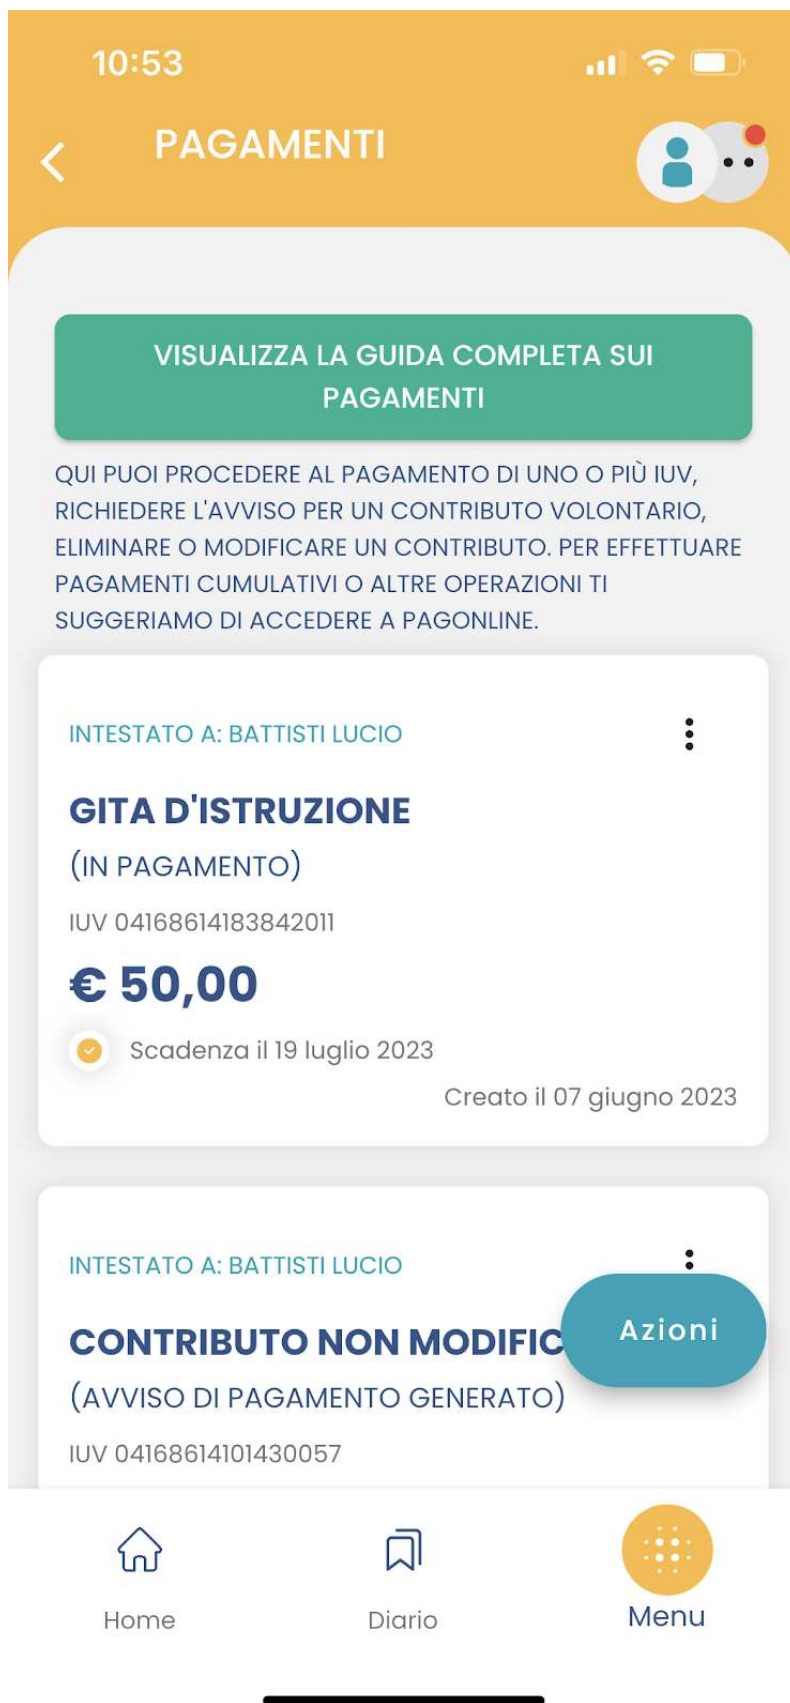 10:53
PAGAMENTI
VISUALIZZA LA GUIDA COMPLETA SUI
PAGAMENTI
QUI PUOI PROCEDERE AL PAGAMENTO DI UNO O PIÙ IUV,
RICHIEDERE L'AVVISO PER UN CONTRIBUTO VOLONTARIO,
ELIMINARE O MODIFICARE UN CONTRIBUTO. PER EFFETTUARE
PAGAMENTI CUMULATIVI O ALTRE OPERAZIONI TI
SUGGERIAMO DI ACCEDERE A PAGONLINE.
INTESTATO A: BATTISTI LUCIO
GITA D'ISTRUZIONE
(IN PAGAMENTO)
IUV 04168614183842011
€ 50,00
Scadenza il 19 luglio 2023
Creato il 07 giugno 2023
INTESTATO A: BATTISTI LUCIO
CONTRIBUTO NON MODIFIC
Azioni
(AVVISO DI PAGAMENTO GENERATO)
IUV 04168614101430057
Home
Diario
Menu